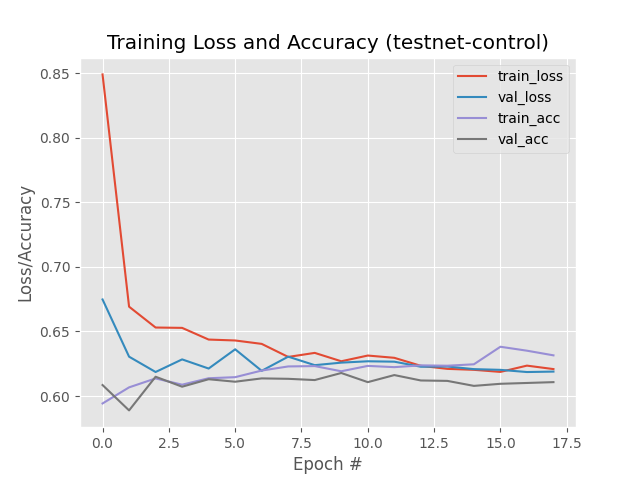 Training Loss and Accuracy (testnet-control)
train_loss
val_loss
train_acc
val_acc
0.85
0.80
0.75
0.70
0.65
0.60
Loss/Accuracy
0.0 2.5 5.0 7.5 10.0 12.5 15.0 17.5
Epoch #